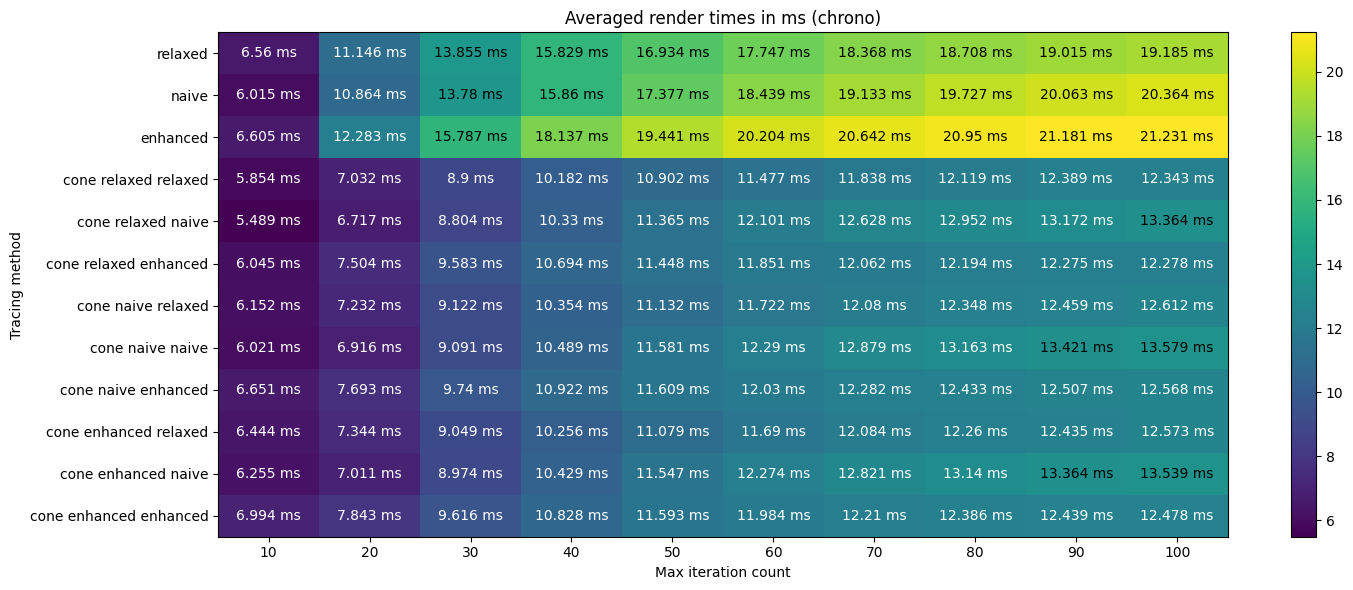 Averaged render times in ms (chrono)
Tracing method
relaxed 6.56 ms 11.146 ms 13.855 ms 15.829 ms 16.934 ms 17.747 ms 18.368 ms 18.708 ms 19.015 ms 19.185 ms
naive 6.015 ms 10.864 ms 13.78 ms 15.86 ms 17.377 ms 18.439 ms 19.133 ms 19.727 ms 20.063 ms 20.364 ms
enhanced 6.605 ms 12.283 ms 15.787 ms 18.137 ms 19.441 ms 20.204 ms 20.642 ms 20.95 ms 21.181 ms 21.231 ms
cone relaxed relaxed 5.854 ms 7.032 ms 8.9 ms 10.182 ms 10.902 ms 11.477 ms 11.838 ms 12.119 ms 12.389 ms 12.343 ms
cone relaxed naive 5.489 ms 6.717 ms 8.804 ms 10.33 ms 11.365 ms 12.101 ms 12.628 ms 12.952 ms 13.172 ms 13.364 ms
cone relaxed enhanced 6.045 ms 7.504 ms 9.583 ms 10.694 ms 11.448 ms 11.851 ms 12.062 ms 12.194 ms 12.275 ms 12.278 ms
cone naive relaxed 6.152 ms 7.232 ms 9.122 ms 10.354 ms 11.132 ms 11.722 ms 12.08 ms 12.348 ms 12.459 ms 12.612 ms
cone naive naive 6.021 ms 6.916 ms 9.091 ms 10.489 ms 11.581 ms 12.29 ms 12.879 ms 13.163 ms 13.421 ms 13.579 ms
cone naive enhanced 6.651 ms 7.693 ms 9.74 ms 10.922 ms 11.609 ms 12.03 ms 12.282 ms 12.433 ms 12.507 ms 12.568 ms
cone enhanced relaxed 6.444 ms 7.344 ms 9.049 ms 10.256 ms 11.079 ms 11.69 ms 12.084 ms 12.26 ms 12.435 ms 12.573 ms
cone enhanced naive 6.255 ms 7.011 ms 8.974 ms 10.429 ms 11.547 ms 12.274 ms 12.821 ms 13.14 ms 13.364 ms 13.539 ms
cone enhanced enhanced 6.994 ms 7.843 ms 9.616 ms 10.828 ms 11.593 ms 11.984 ms 12.21 ms 12.386 ms 12.439 ms 12.478 ms
10 20 30 40 50 60 70 80 90 100
Max iteration count
20
18
16
14
12
10
8
6